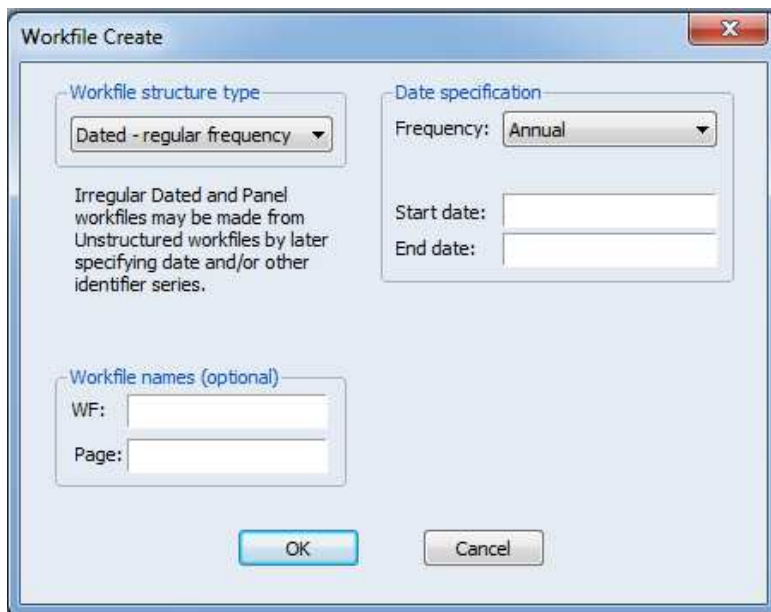 Workfile Create
Workfile structure type
Dated - regular frequency
Irregular Dated and Panel
workfiles may be made from
Unstructured workfiles by later
specifying date and/or other
identifier series.
Date specification
Frequency: Annual
Start date:
End date:
Workfile names (optional)
WF:
Page:
OK
Cancel